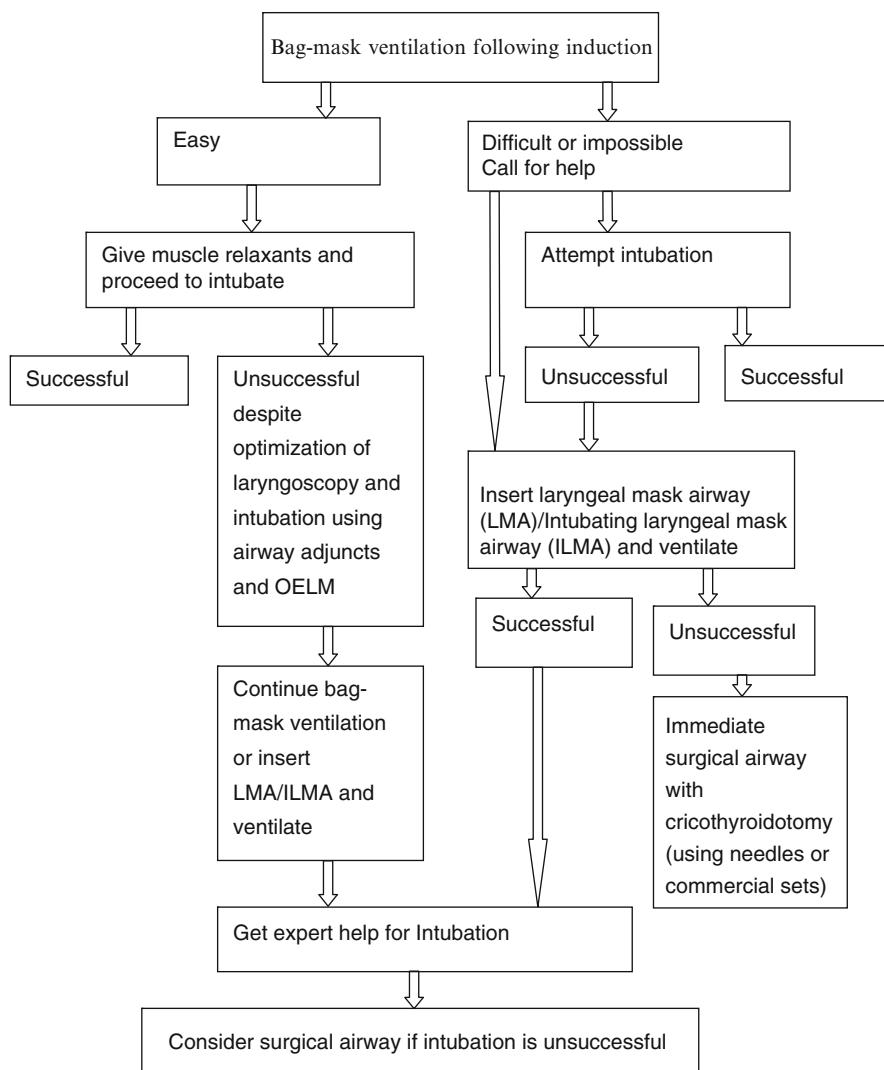 Bag-mask ventilation following induction
Easy
Difficult or impossible
Call for help
Give muscle relaxants and
proceed to intubate
Attempt intubation
Successful
Unsuccessful
despite
optimization of
laryngoscopy and
intubation using
airway adjuncts
and OELM
Unsuccessful
Successful
Insert laryngeal mask airway
(LMA)/Intubating laryngeal mask
airway (ILMA) and ventilate
Successful
Unsuccessful
Continue bag-
mask ventilation
or insert
LMA/ILMA and
ventilate
Immediate
surgical airway
with
cricothyroidotomy
(using needles or
commercial sets)
Get expert help for Intubation
Consider surgical airway if intubation is unsuccessful